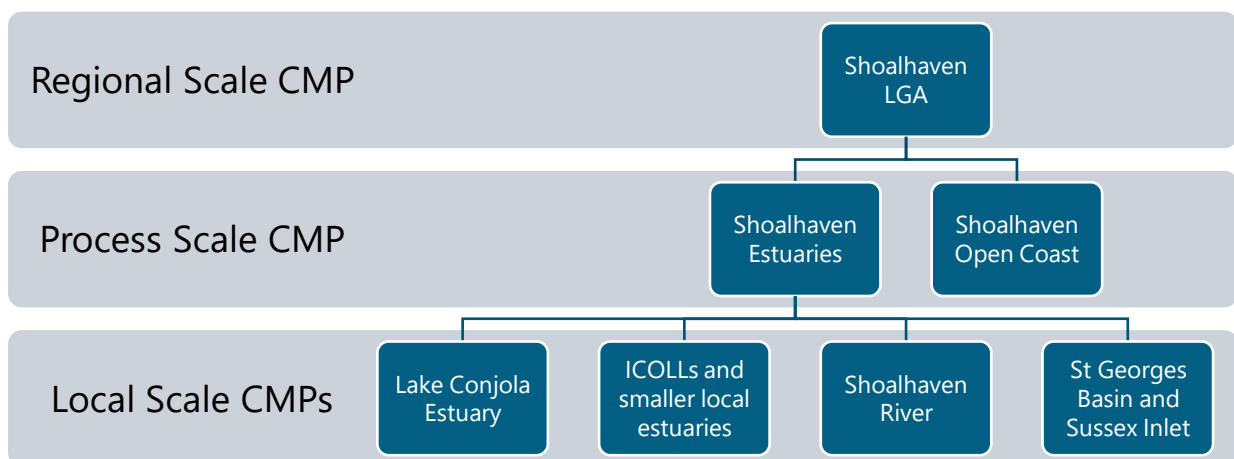 Regional Scale CMP
Shoalhaven
LGA
Process Scale CMP
Shoalhaven
Estuaries
Shoalhaven
Open Coast
Local Scale CMPs
Lake Conjola
Estuary
ICOLLs and
smaller local
estuaries
Shoalhaven
River
St Georges
Basin and
Sussex Inlet